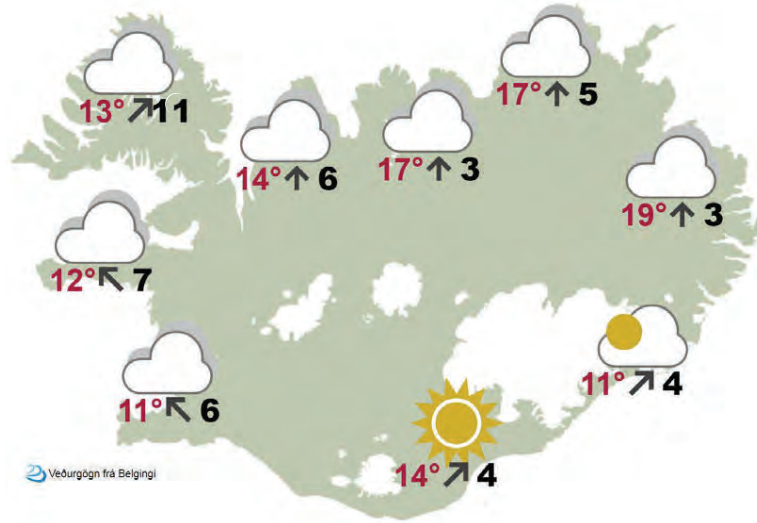 17° ↑ 5
13° ↗ 11
14° ↑ 6
17° ↑ 3
19° ↑ 3
12° ↖ 7
11° ↖ 6
11° ↗ 4
14° ↗ 4
Veðurgögn frá Belgingi